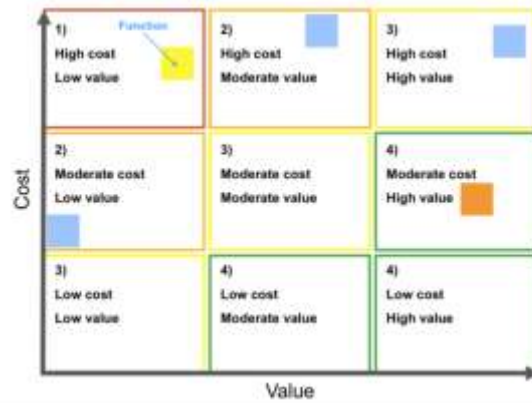 1)
Function
High cost
Low value
2)
High cost
Moderate value
3)
High cost
High value
2)
Moderate cost
Low value
3)
Moderate cost
Moderate value
4)
Moderate cost
High value
3)
Low cost
Low value
4)
Low cost
Moderate value
4)
Low cost
High value
Cost
Value